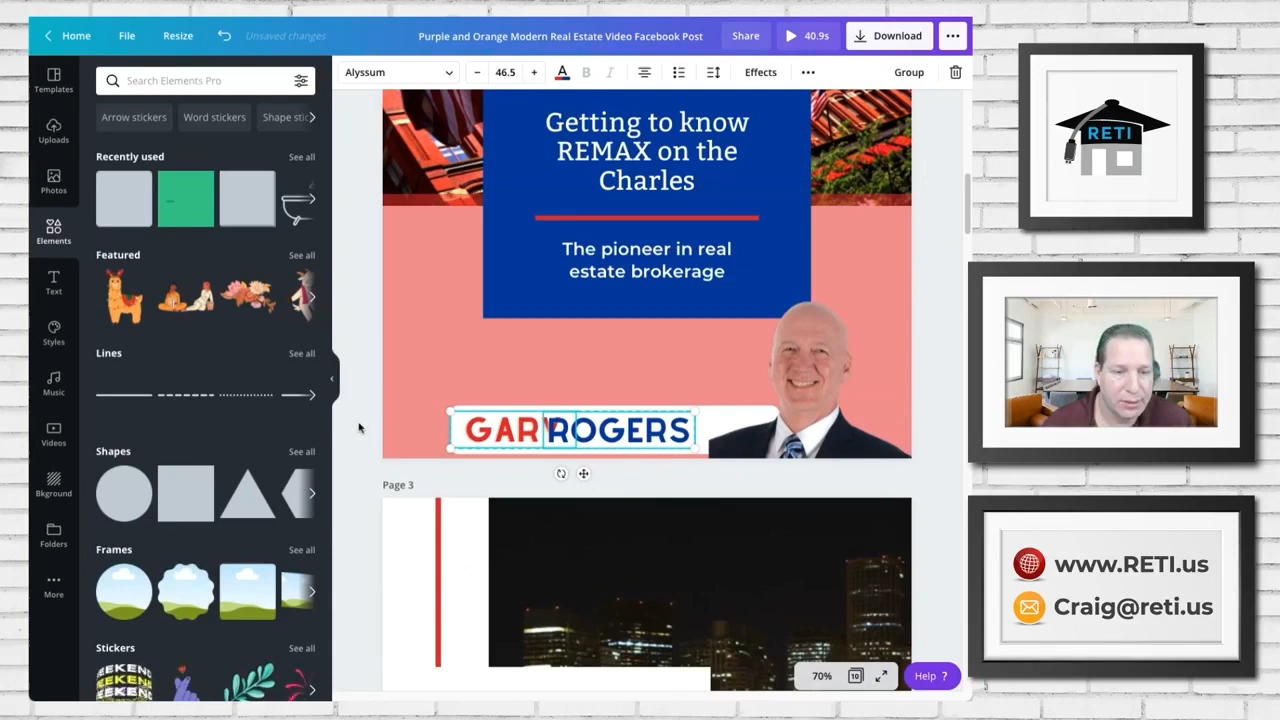 Home
File
Resize
Unsaved changes
Purple and Orange Modern Real Estate Video Facebook Post
Share
40.9s
Download
Templates
Uploads
Photos
Elements
Text
Styles
Music
Videos
Bkground
Folders
More
Search Elements Pro
Arrow stickers
Word stickers
Shape stic
Recently used
See all
Featured
See all
Lines
See all
Shapes
See all
Frames
See all
Stickers
See all
Alyssum
46.5
A
B
I
Effects
Group
Getting to know
REMAX on the
Charles
The pioneer in real
estate brokerage
GARY ROGERS
Page 3
70%
10
Help ?
RETI
www.RETI.us
Craig@reti.us